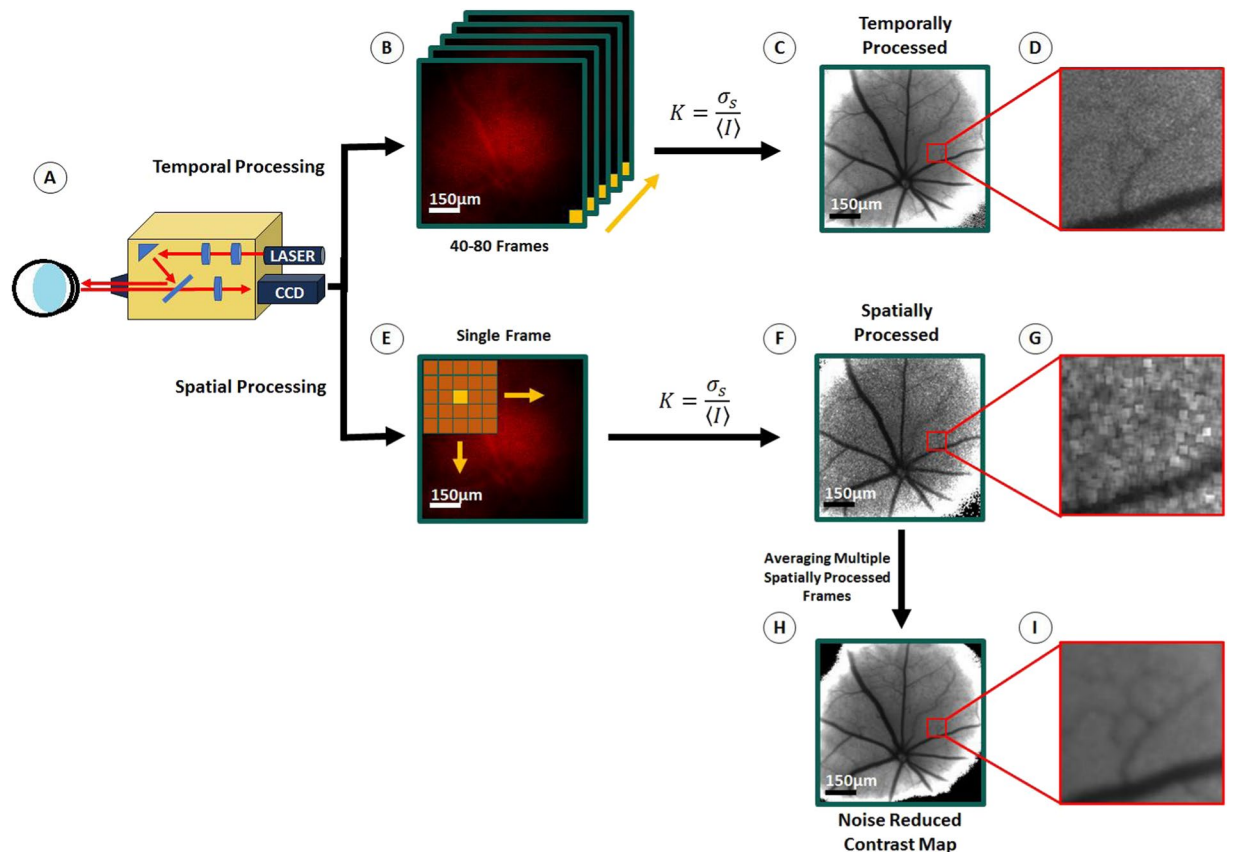 A
Temporal Processing
Spatial Processing
LASER
CCD
B
150µm
40-80 Frames
K = σs / ⟨I⟩
C
Temporally
Processed
150µm
D
E
Single Frame
150µm
K = σs / ⟨I⟩
F
Spatially
Processed
150µm
G
Averaging Multiple
Spatially Processed
Frames
H
150µm
Noise Reduced
Contrast Map
I